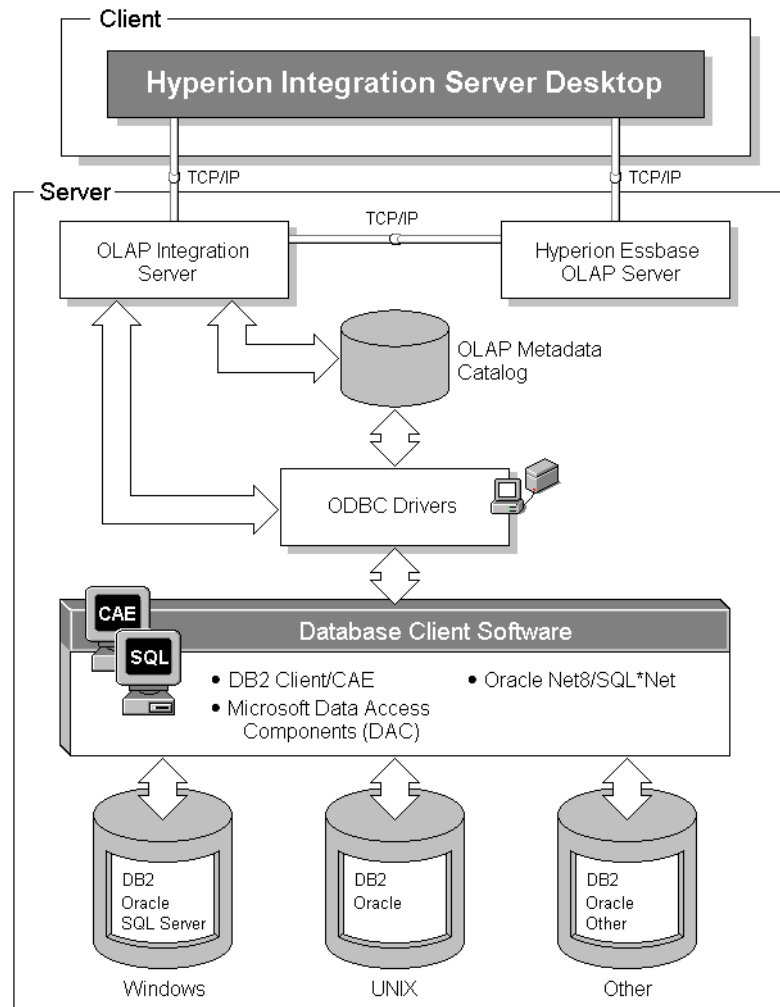 Client
Hyperion Integration Server Desktop
TCP/IP
TCP/IP
Server
TCP/IP
OLAP Integration
Server
Hyperion Essbase
OLAP Server
OLAP Metadata
Catalog
ODBC Drivers
CAE
SQL
Database Client Software
• DB2 Client/CAE
• Microsoft Data Access
Components (DAC)
• Oracle Net8/SQL*Net
DB2
Oracle
SQL Server
DB2
Oracle
DB2
Oracle
Other
Windows
UNIX
Other